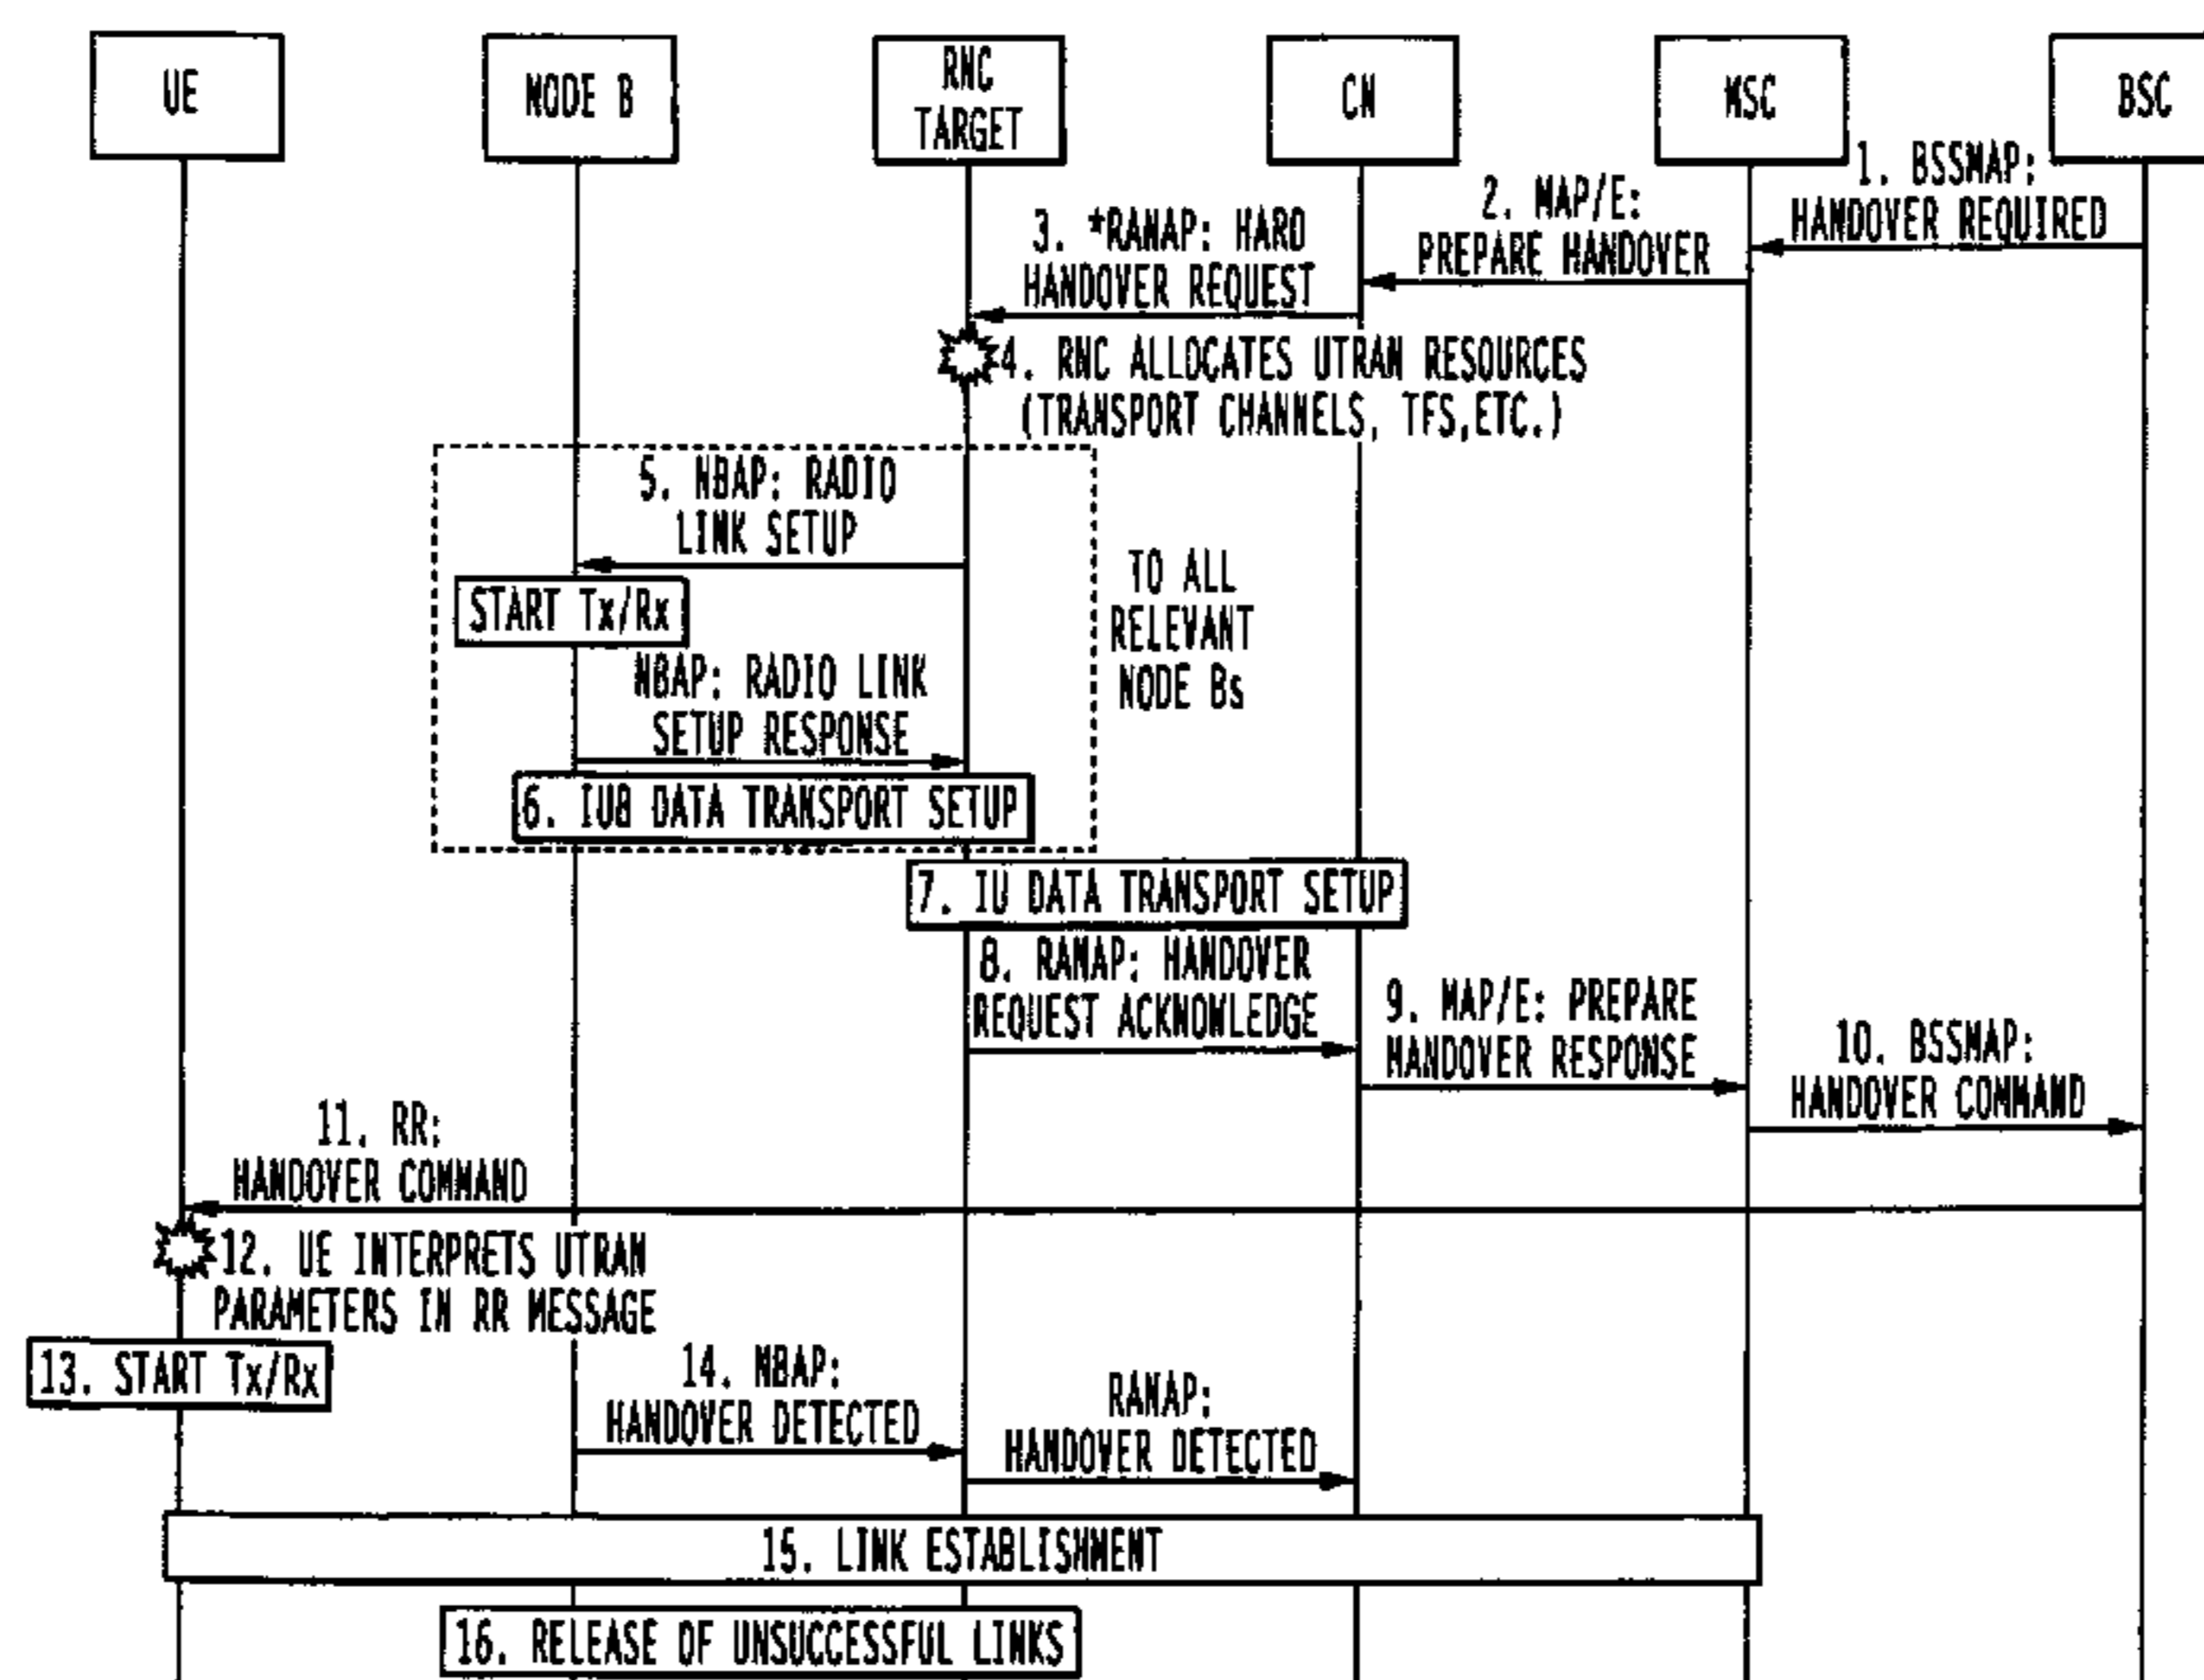 UE
NODE B
RNC
TARGET
CN
MSC
BSC
1. BSSMAP:
HANDOVER REQUIRED
2. MAP/E:
PREPARE HANDOVER
3. *RANAP: HARD
HANDOVER REQUEST
4. RNC ALLOCATES UTRAN RESOURCES
(TRANSPORT CHANNELS, TFS,ETC.)
5. NBAP: RADIO
LINK SETUP
START Tx/Rx
TO ALL
RELEVANT
NODE Bs
NBAP: RADIO LINK
SETUP RESPONSE
6. IUB DATA TRANSPORT SETUP
7. IU DATA TRANSPORT SETUP
8. RANAP: HANDOVER
REQUEST ACKNOWLEDGE
9. MAP/E: PREPARE
HANDOVER RESPONSE
10. BSSMAP:
HANDOVER COMMAND
11. RR:
HANDOVER COMMAND
12. UE INTERPRETS UTRAN
PARAMETERS IN RR MESSAGE
13. START Tx/Rx
14. NBAP:
HANDOVER DETECTED
RANAP:
HANDOVER DETECTED
15. LINK ESTABLISHMENT
16. RELEASE OF UNSUCCESSFUL LINKS